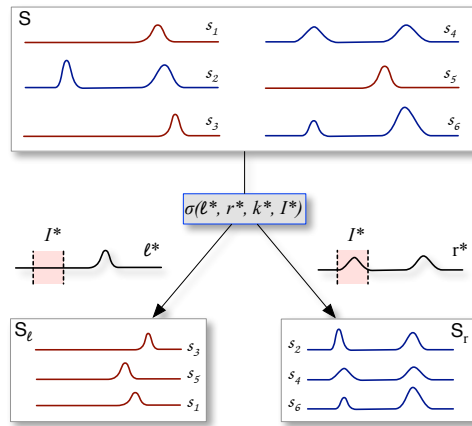 S
s1 s4
s2 s5
s3 s6
σ(ℓ*, r*, k*, I*)
I* ℓ* I* r*
Sℓ Sr
s3 s2
s5 s4
s1 s6